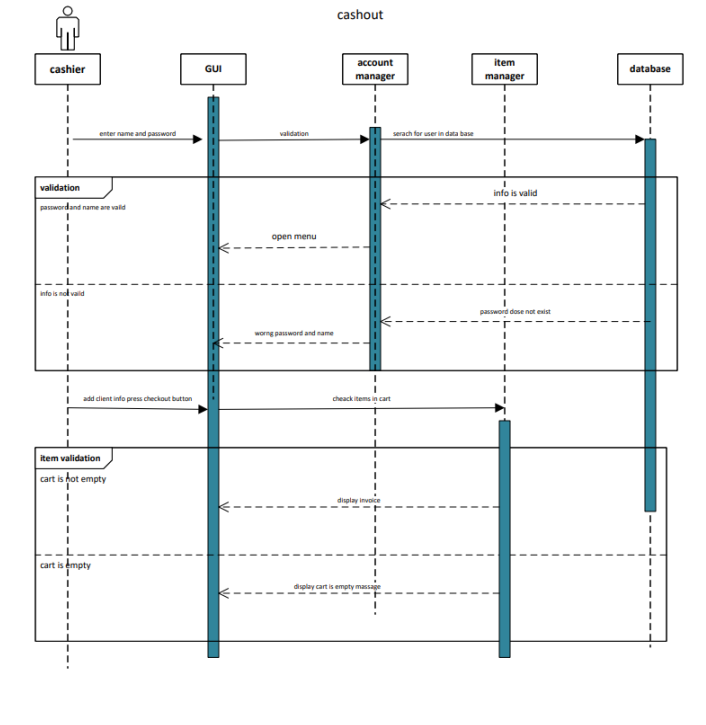 cashout
cashier
GUI
account
manager
item
manager
database
enter name and password
validation
serach for user in data base
validation
password and name are vaild
info is valid
open menu
info is not vaild
password dose not exist
worng password and name
add client info press checkout button
cheack items in cart
item validation
cart is not empty
display invoice
cart is empty
display cart is empty massage